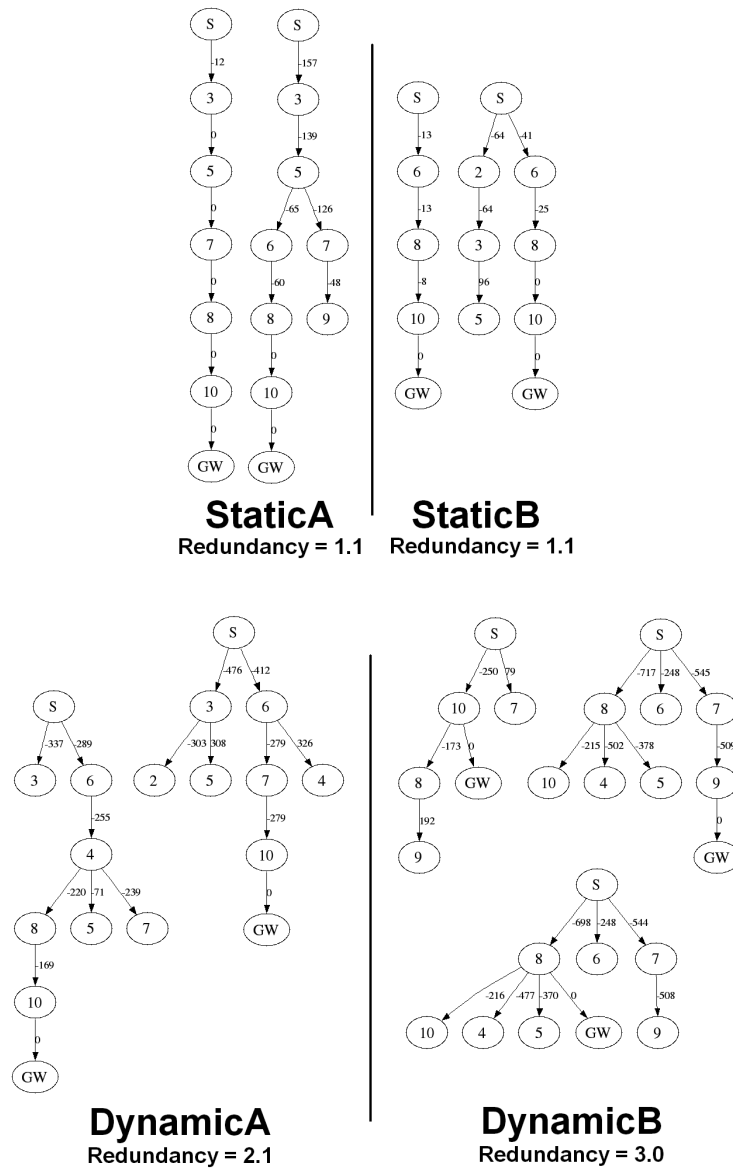 S S
-12 -157
3 3
0 -139
5 5
0 -65 -126
7 6 7
0 -60 -48
8 8 9
0 0
10 10
0 0
GW GW
StaticA
Redundancy = 1.1
S S
-13 -64 -41
6 2 6
-13 -64 -25
8 3 8
-8 96 0
10 5 10
0 0
GW GW
StaticB
Redundancy = 1.1
S
-476 -412
S 3 6
-337 -289 -303 308 -279 326
3 6 2 5 7 4
-255 -279
4 10
-220 -71 -239 0
8 5 7 GW
-169
10
0
GW
DynamicA
Redundancy = 2.1
S S
-250 79 -717 -248 -545
10 7 8 6 7
-173 0 -215 -502 -378 -509
8 GW 10 4 5 9
192 0
9 GW
S
-698 -248 -544
8 6 7
-216 -477 -370 0 -508
10 4 5 GW 9
DynamicB
Redundancy = 3.0